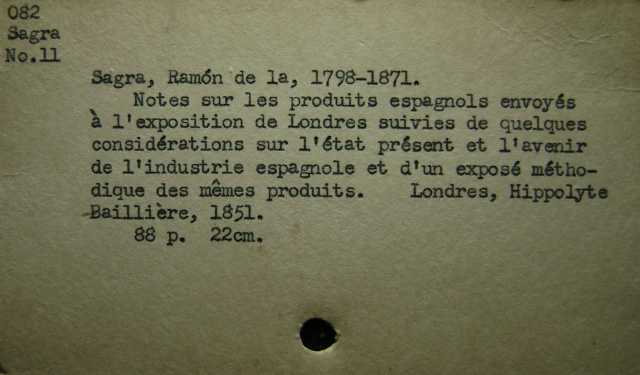 082
Sagra
No.11
Sagra, Ramón de la, 1798-1871.
Notes sur les produits espagnols envoyés
à l'exposition de Londres suivies de quelques
considérations sur l'état présent et l'avenir
de l'industrie espagnole et d'un exposé métho-
dique des mêmes produits. Londres, Hippolyte
Baillière, 1851.
88 p. 22cm.